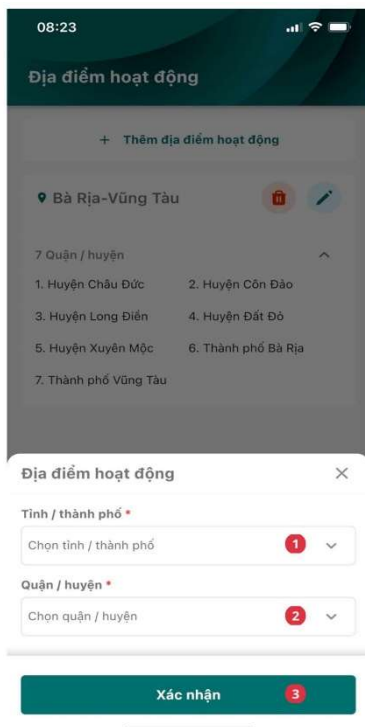 08:23
Địa điểm hoạt động
+ Thêm địa điểm hoạt động
Bà Rịa-Vũng Tàu
7 Quận / huyện
1. Huyện Châu Đức 2. Huyện Côn Đảo
3. Huyện Long Điền 4. Huyện Đất Đỏ
5. Huyện Xuyên Mộc 6. Thành phố Bà Rịa
7. Thành phố Vũng Tàu
Địa điểm hoạt động
Tỉnh / thành phố *
Chọn tỉnh / thành phố 1
Quận / huyện *
Chọn quận / huyện 2
Xác nhận 3